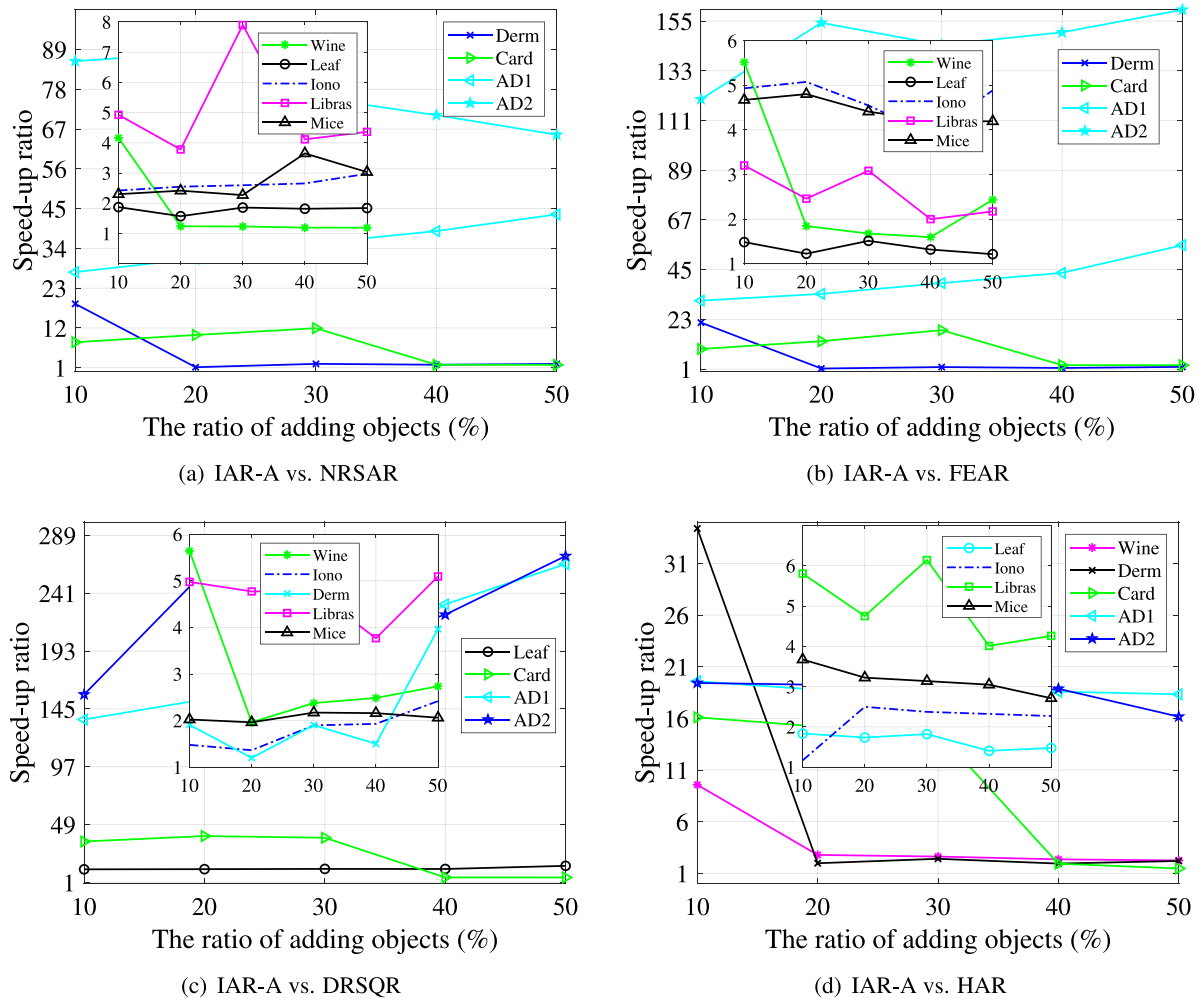 Speed-up ratio
89
67
56
45
34
23
12
1
10
20
30
40
50
The ratio of adding objects (%)
8
7
6
5
4
3
2
1
10
20
30
40
50
Wine
Leaf
Iono
Libras
Mice
Derm
Card
AD1
AD2
(a) IAR-A vs. NRSAR
Speed-up ratio
155
133
111
89
67
45
23
1
10
20
30
40
50
The ratio of adding objects (%)
6
5
4
3
2
1
10
20
30
40
50
Wine
Leaf
Iono
Libras
Mice
Derm
Card
AD1
AD2
(b) IAR-A vs. FEAR
Speed-up ratio
289
241
193
145
97
49
1
10
20
30
40
50
The ratio of adding objects (%)
6
5
4
3
2
1
10
20
30
40
50
Wine
Iono
Derm
Libras
Mice
Leaf
Card
AD1
AD2
(c) IAR-A vs. DRSQR
Speed-up ratio
31
26
21
16
11
6
1
10
20
30
40
50
The ratio of adding objects (%)
6
5
4
3
2
1
10
20
30
40
50
Leaf
Iono
Libras
Mice
Wine
Derm
Card
AD1
AD2
(d) IAR-A vs. HAR